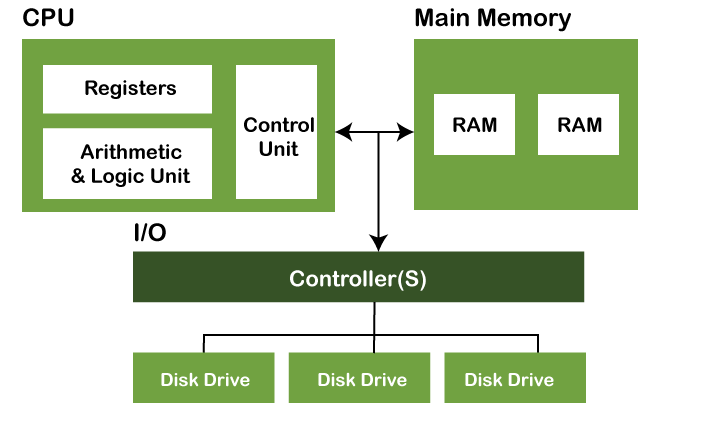 CPU
Main Memory
Registers
Arithmetic
& Logic Unit
Control
Unit
RAM
RAM
I/O
Controller(S)
Disk Drive
Disk Drive
Disk Drive